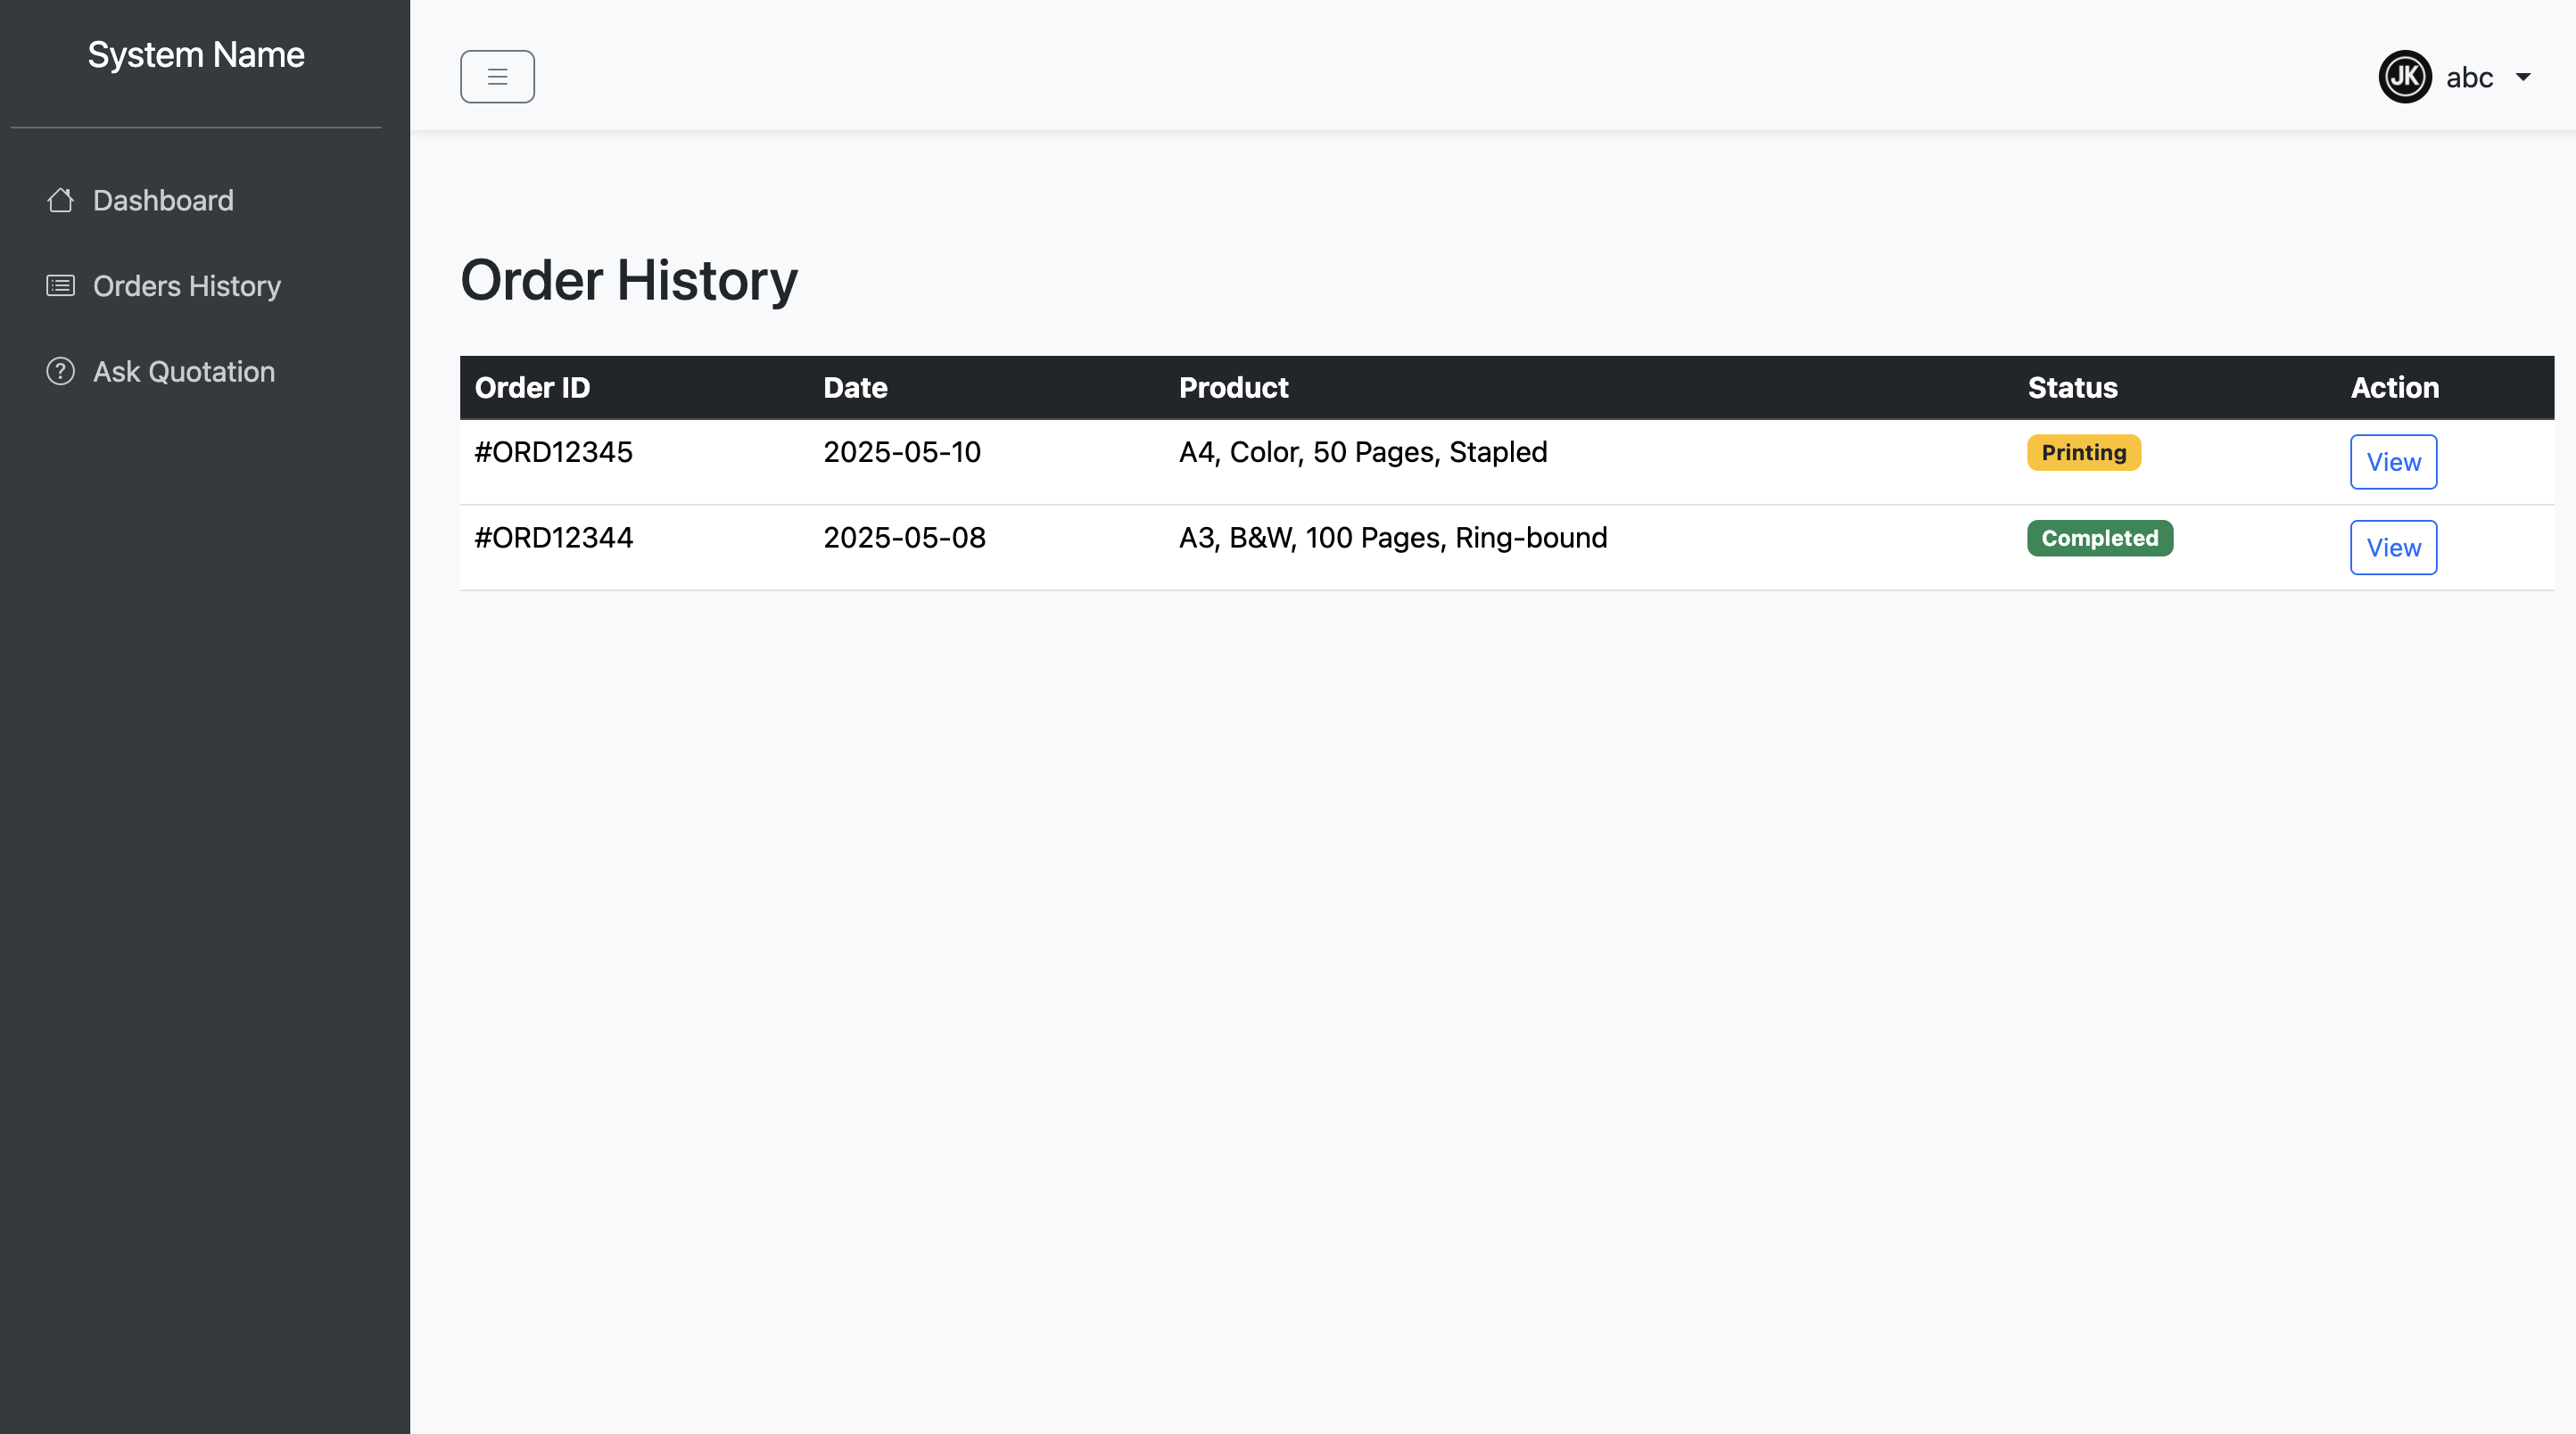 System Name
JK abc
Dashboard
Orders History
Ask Quotation
Order History
Order ID Date Product Status Action
#ORD12345 2025-05-10 A4, Color, 50 Pages, Stapled Printing View
#ORD12344 2025-05-08 A3, B&W, 100 Pages, Ring-bound Completed View